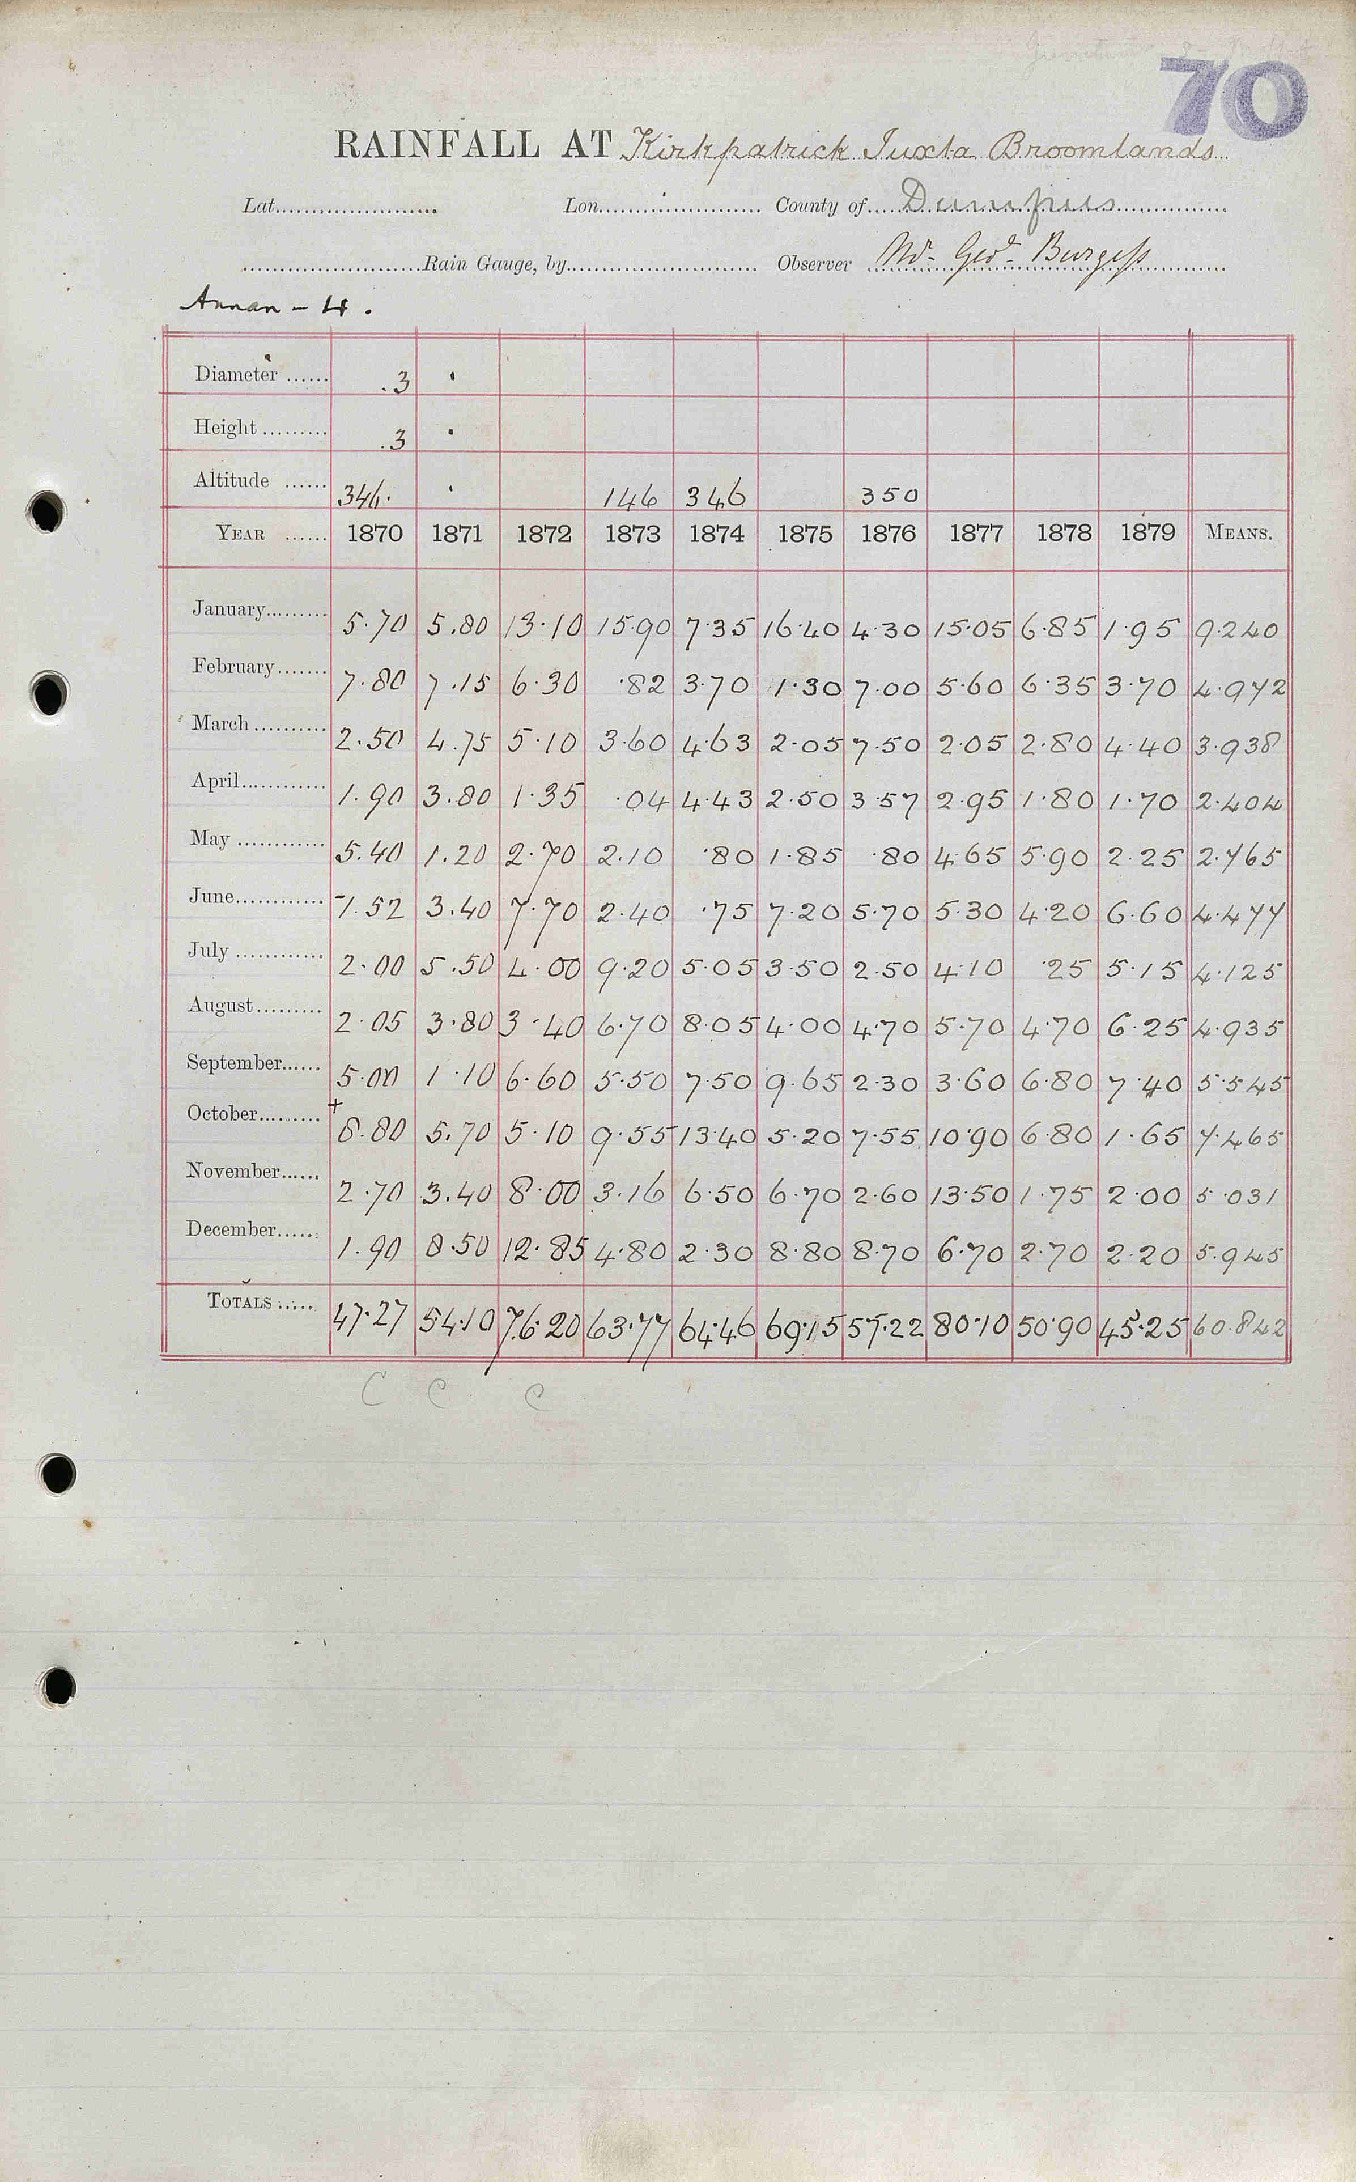 70
RAINFALL AT Kirkpatrick Juxta Broomlands
Lat. Lon. County of Dumfries
Rain Gauge, by Observer Geo. Burgess
Annan - 4.
Diameter 3
Height 3
Altitude 346 146 346 350
YEAR 1870 1871 1872 1873 1874 1875 1876 1877 1878 1879 MEANS.
January 5.70 5.80 13.10 15.90 7.35 16.40 4.30 15.05 6.85 1.95 9.240
February 7.80 7.15 6.30 .82 3.70 1.30 7.00 5.60 6.35 3.70 4.972
March 2.50 4.75 5.10 3.60 4.63 2.05 7.50 2.05 2.80 4.40 3.938
April 1.90 3.80 1.35 .04 4.43 2.50 3.57 2.95 1.80 1.70 2.404
May 5.40 1.20 2.70 2.10 .80 1.85 .80 4.65 5.90 2.25 2.765
June 1.52 3.40 7.70 2.40 .75 7.20 5.70 5.30 4.20 6.60 4.477
July 2.00 5.50 4.00 9.20 5.05 3.50 2.50 4.10 .25 5.15 4.125
August 2.05 3.80 3.40 6.70 8.05 4.00 4.70 5.70 4.70 6.25 4.935
September 5.00 1.10 6.60 5.50 7.50 9.65 2.30 3.60 6.80 7.40 5.545
October + 8.80 5.70 5.10 9.55 13.40 5.20 7.55 10.90 6.80 1.65 7.465
November 2.70 3.40 8.00 3.16 6.50 6.70 2.60 13.50 1.75 2.00 5.031
December 1.90 8.50 12.85 4.80 2.30 8.80 8.70 6.70 2.70 2.20 5.945
TOTALS 47.27 54.10 76.20 63.77 64.46 69.15 57.22 80.10 50.90 45.25 60.842
C C C